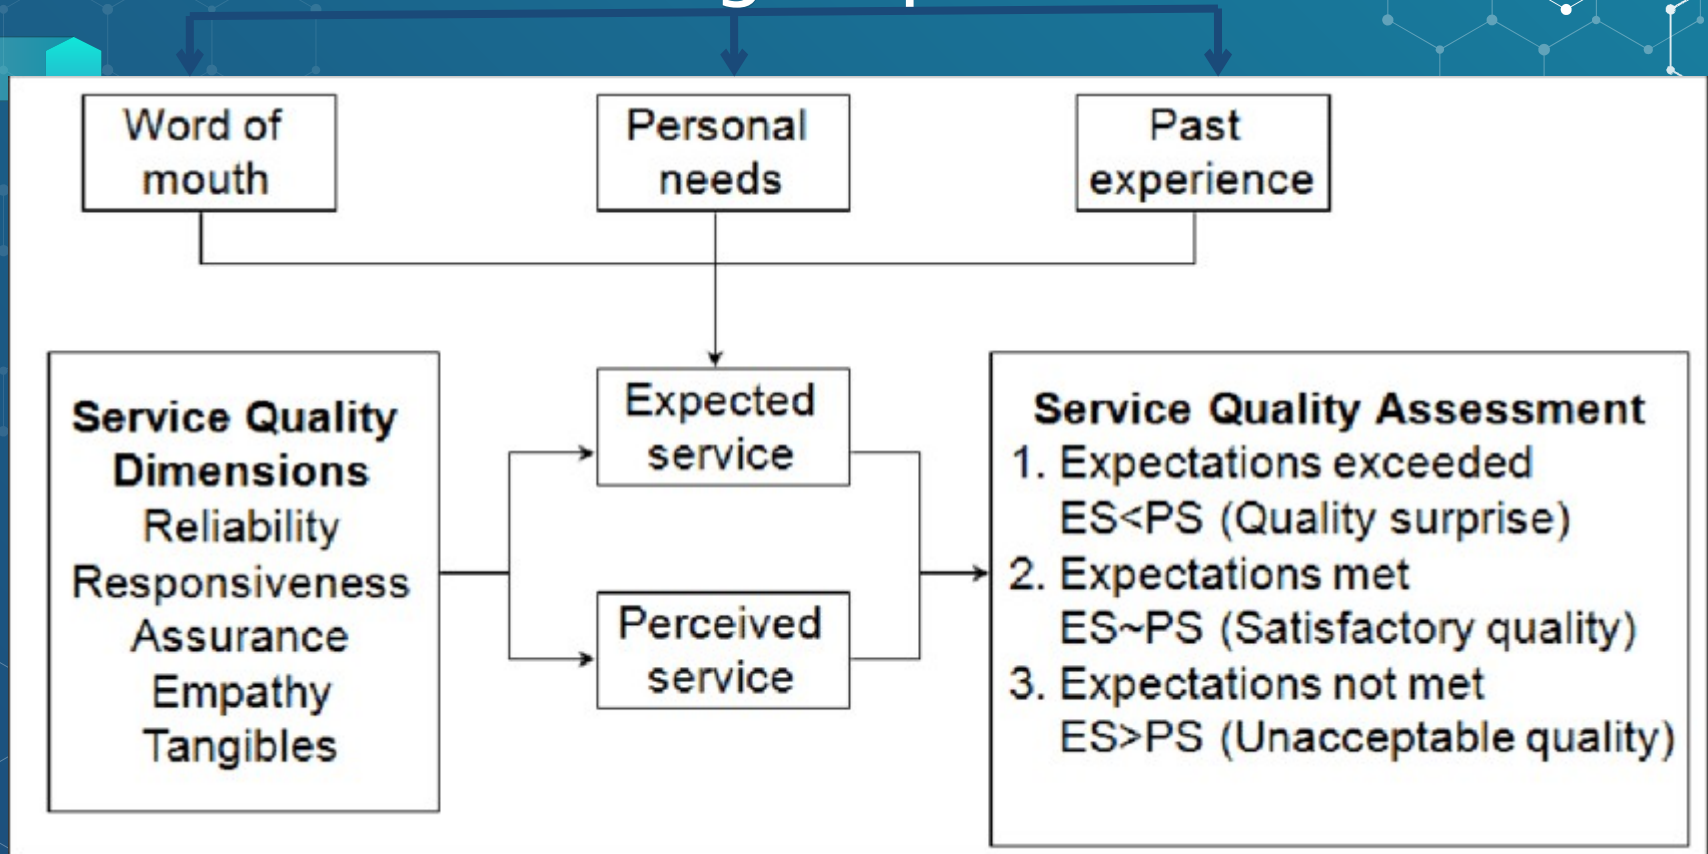 Word of
mouth
Personal
needs
Past
experience
Service Quality
Dimensions
Reliability
Responsiveness
Assurance
Empathy
Tangibles
Expected
service
Perceived
service
Service Quality Assessment
1. Expectations exceeded
ES<PS (Quality surprise)
2. Expectations met
ES~PS (Satisfactory quality)
3. Expectations not met
ES>PS (Unacceptable quality)